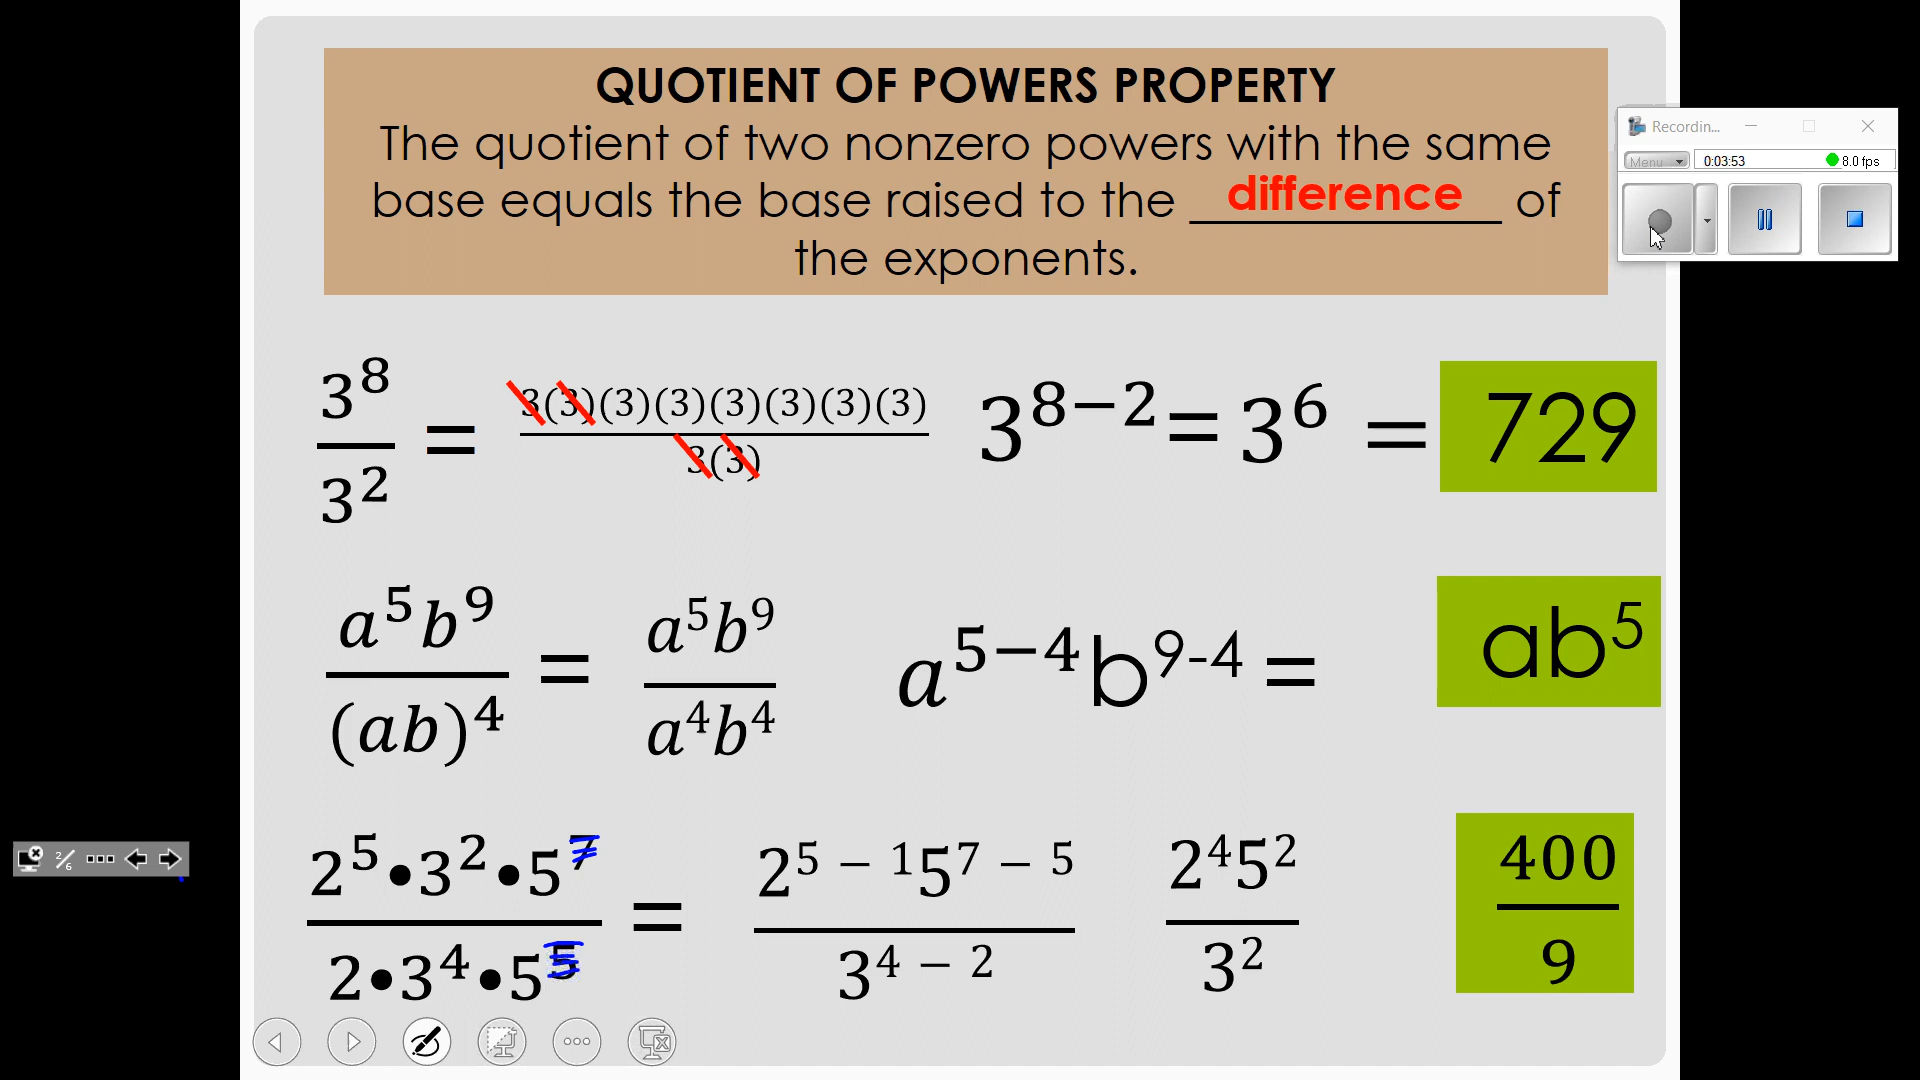 QUOTIENT OF POWERS PROPERTY
The quotient of two nonzero powers with the same
base equals the base raised to the difference of
the exponents.
Recordin...
Menu 0:03:53 8.0 fps
3⁸/3² = 3(3)(3)(3)(3)(3)(3)(3)/3(3) 3⁸⁻² = 3⁶ = 729
a⁵b⁹/(ab)⁴ = a⁵b⁹/a⁴b⁴ a⁵⁻⁴b⁹⁻⁴ = ab⁵
2⁵•3²•5⁷/2•3⁴•5⁵ = 2⁵ ⁻ ¹5⁷ ⁻ ⁵/3⁴ ⁻ ² 2⁴5²/3² 400/9
2/6